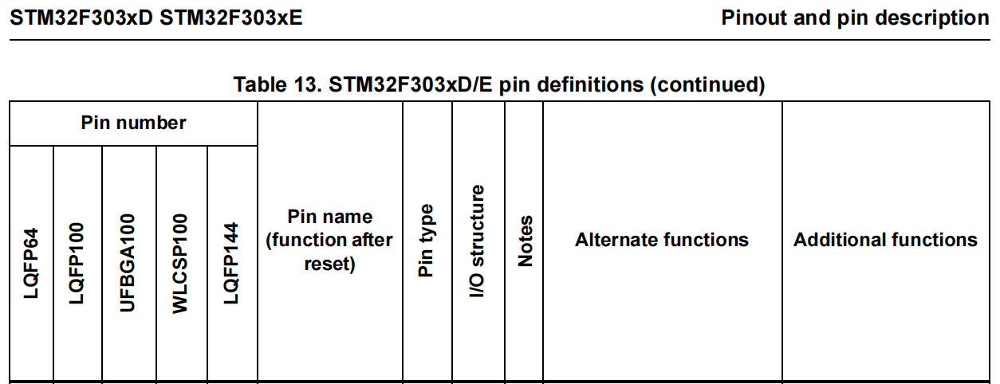 STM32F303xD STM32F303xE
Pinout and pin description
Table 13. STM32F303xD/E pin definitions (continued)
Pin number
LQFP64
LQFP100
UFBGA100
WLCSP100
LQFP144
Pin name
(function after
reset)
Pin type
I/O structure
Notes
Alternate functions
Additional functions